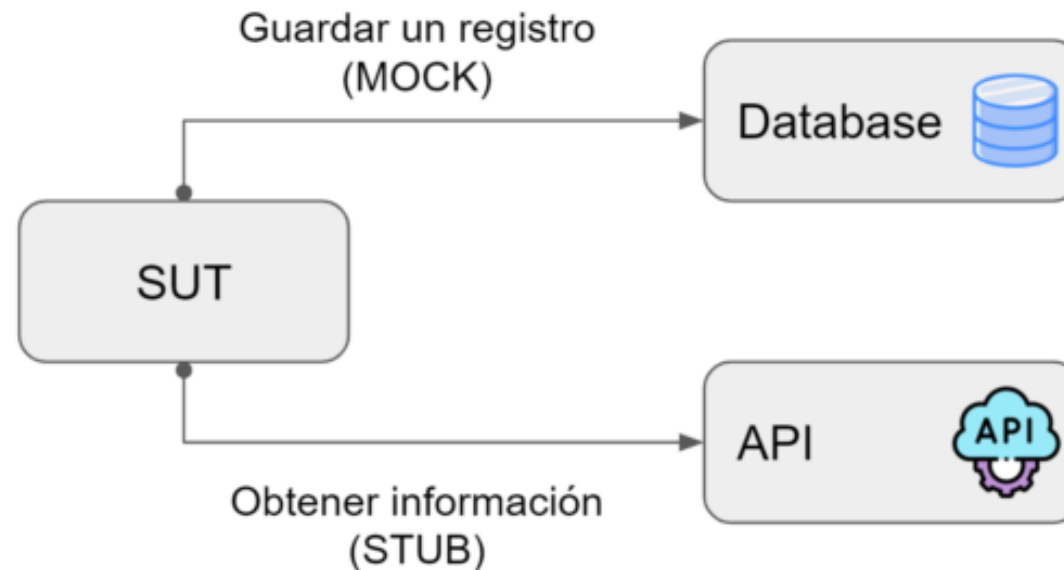 Guardar un registro
(MOCK)
Database
SUT
API
API
Obtener información
(STUB)